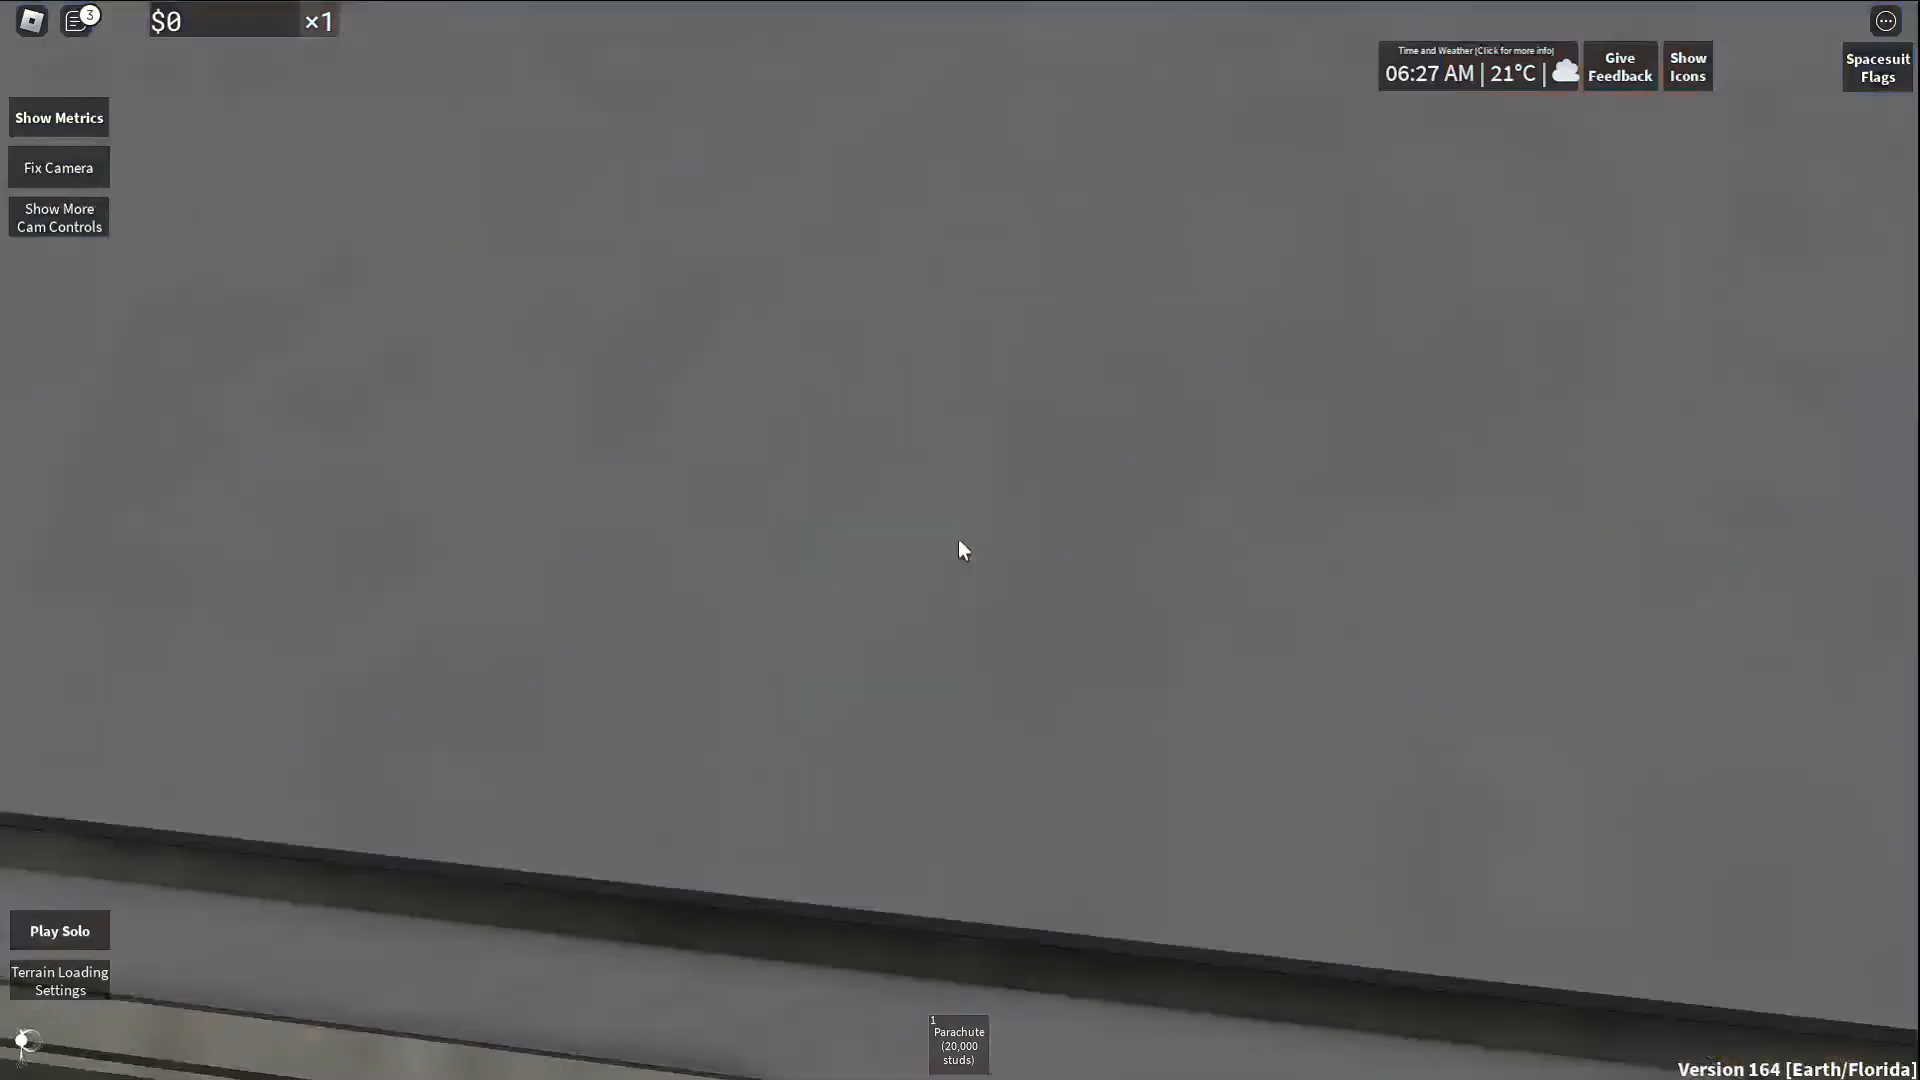 3
$0
×1
Time and Weather (Click for more info)
06:27 AM | 21°C |
Give
Feedback
Show
Icons
Spacesuit
Flags
Show Metrics
Fix Camera
Show More
Cam Controls
Play Solo
Terrain Loading
Settings
1
Parachute
(20,000
studs)
Version 164 [Earth/Florida]